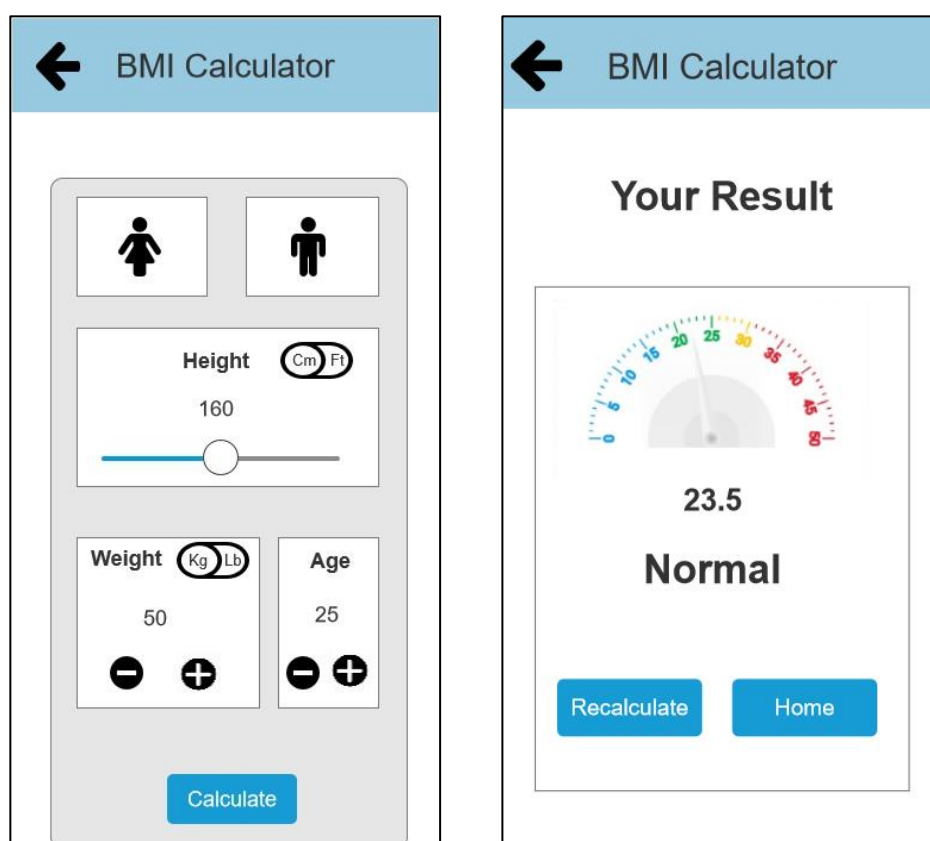 BMI Calculator
Height
Cm Ft
160
Weight
Kg Lb
50
Age
25
Calculate
BMI Calculator
Your Result
0 5 10 15 20 25 30 35 40 45 50
23.5
Normal
Recalculate
Home